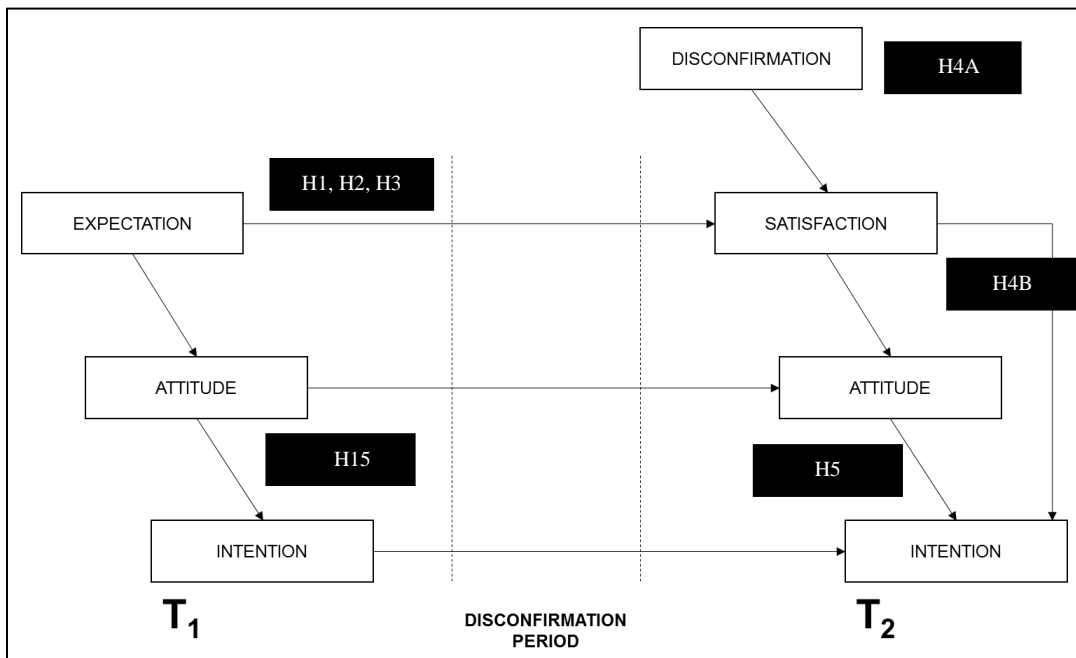 DISCONFIRMATION
H4A
H1, H2, H3
EXPECTATION
SATISFACTION
H4B
ATTITUDE
ATTITUDE
H15
H5
INTENTION
INTENTION
T1
DISCONFIRMATION
PERIOD
T2